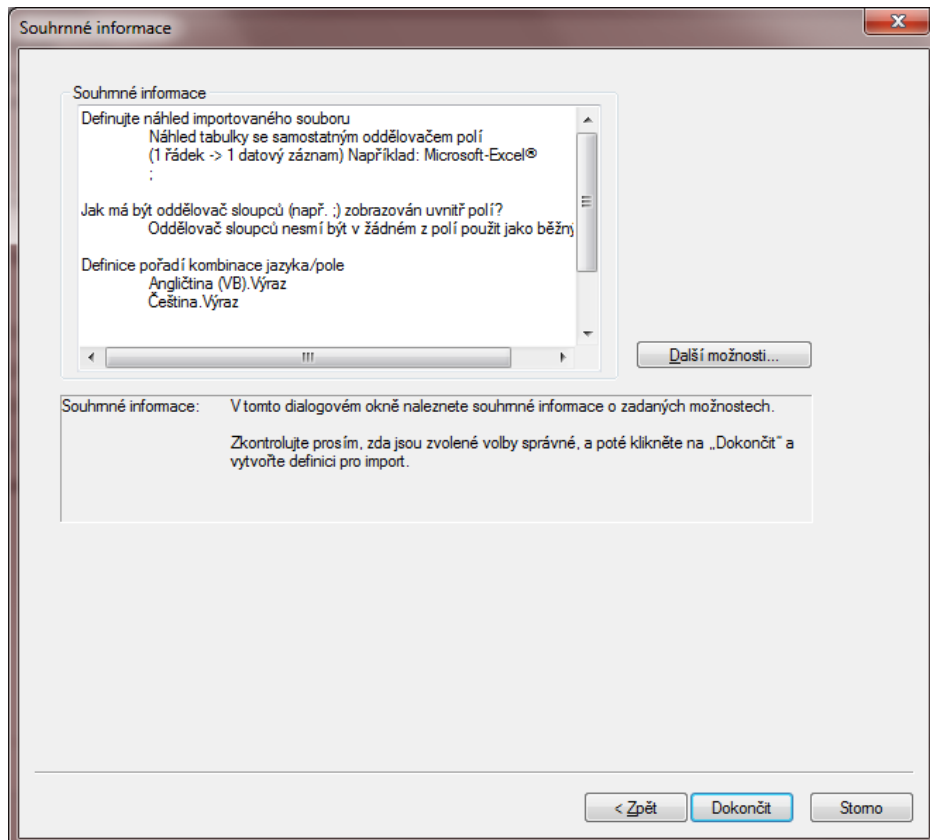 Souhrnné informace
Souhrnné informace
Definujte náhled importovaného souboru
Náhled tabulky se samostatným oddělovačem polí
(1 řádek -> 1 datový záznam) Například: Microsoft-Excel®
;
Jak má být oddělovač sloupců (např. ;) zobrazován uvnitř polí?
Oddělovač sloupců nesmí být v žádném z polí použit jako běžný
Definice pořadí kombinace jazyka/pole
Angličtina (VB).Výraz
Čeština.Výraz
Další možnosti...
Souhrnné informace: V tomto dialogovém okně naleznete souhrnné informace o zadaných možnostech.
Zkontrolujte prosím, zda jsou zvolené volby správné, a poté klikněte na „Dokončit" a
vytvořte definici pro import.
< Zpět Dokončit Storno